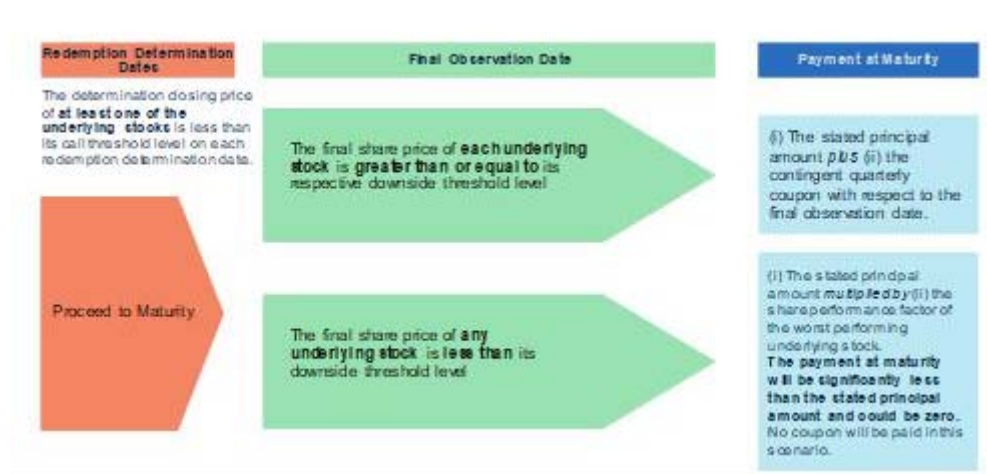 Redemption Determination
Dates
Final Observation Date
Payment at Maturity
The determination closing price
of at least one of the
underlying stocks is less than
its call threshold level on each
redemption determination date.
Proceed to Maturity
The final share price of each underlying
stock is greater than or equal to its
respective downside threshold level
(i) The stated principal
amount plus (ii) the
contingent quarterly
coupon with respect to the
final observation date.
The final share price of any
underlying stock is less than its
downside threshold level
(i) The stated principal
amount multiplied by (ii) the
share performance factor of
the worst performing
underlying stock.
The payment at maturity
will be significantly less
than the stated principal
amount and could be zero.
No coupon will be paid in this
scenario.